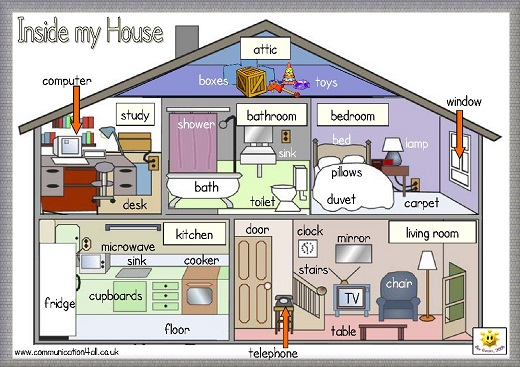 Inside my House
attic
boxes
toys
computer
window
study
shower
bathroom
bedroom
bed
lamp
sink
pillows
bath
desk
toilet
duvet
carpet
kitchen
door
clock
mirror
living room
microwave
sink
cooker
stairs
chair
fridge
cupboards
TV
floor
table
telephone
www.communication4all.co.uk